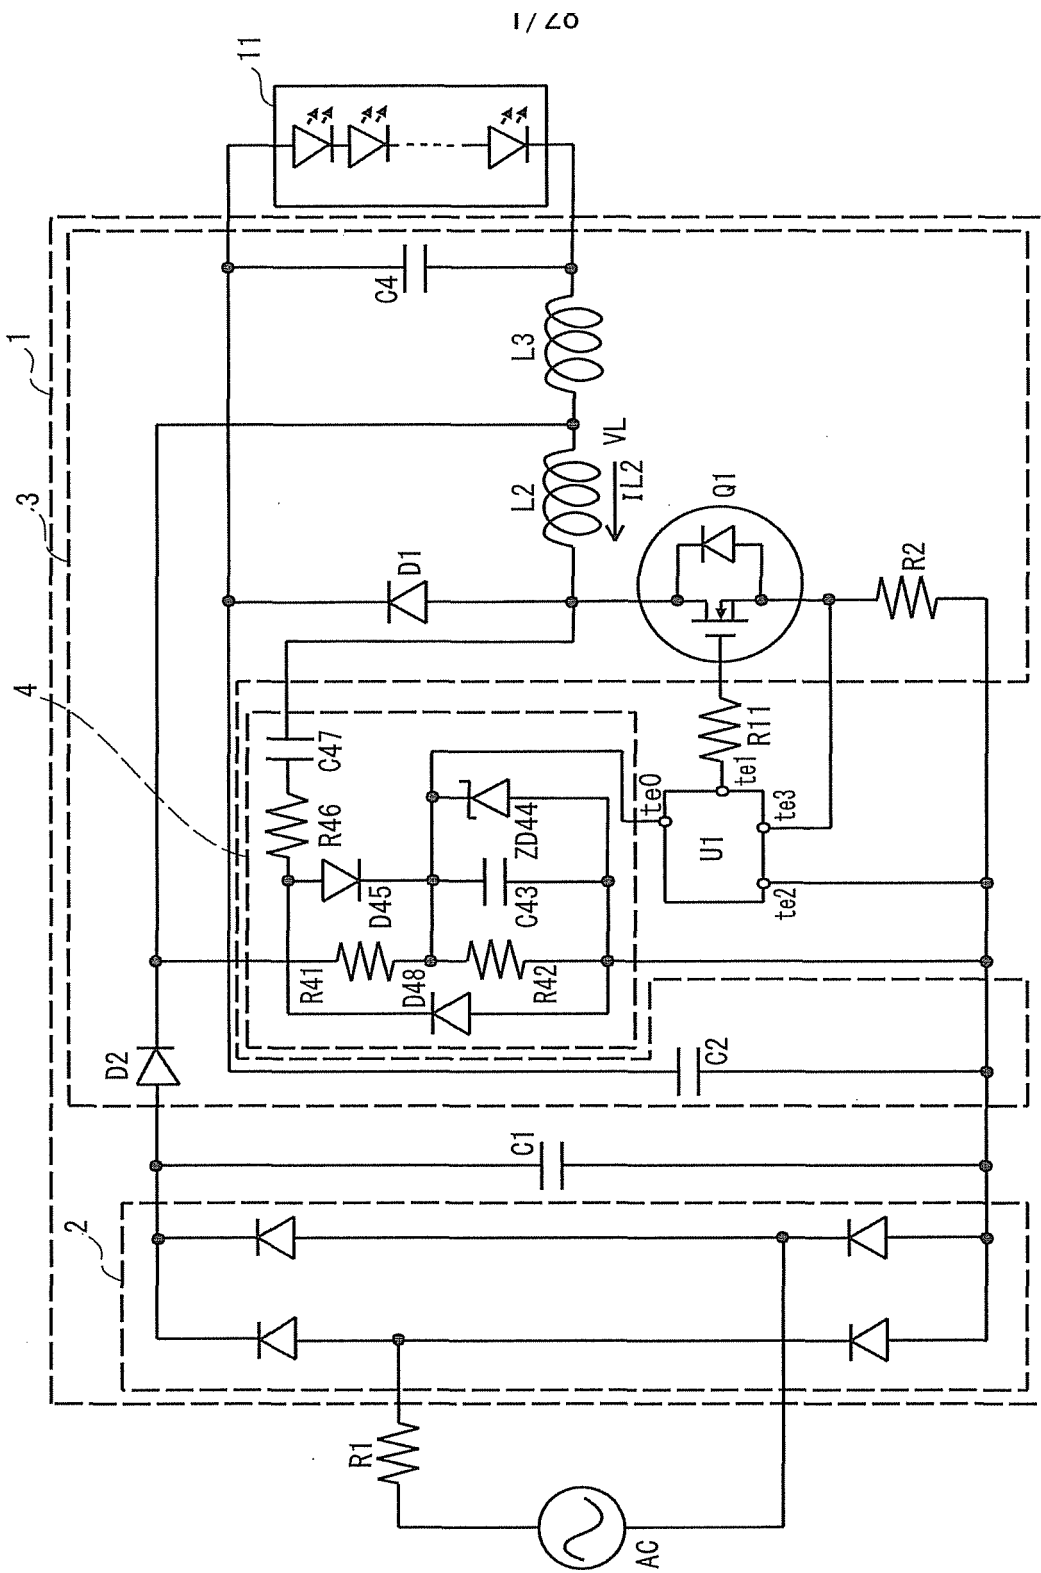 1/20
4
3
1
2
D2
11
R41
R46
C47
R1
D45
C4
D48
D1
C1
C43
ZD44
L2
L3
R42
VL
IL2
AC
te0
C2
U1
Q1
te1
R11
te2
te3
R2